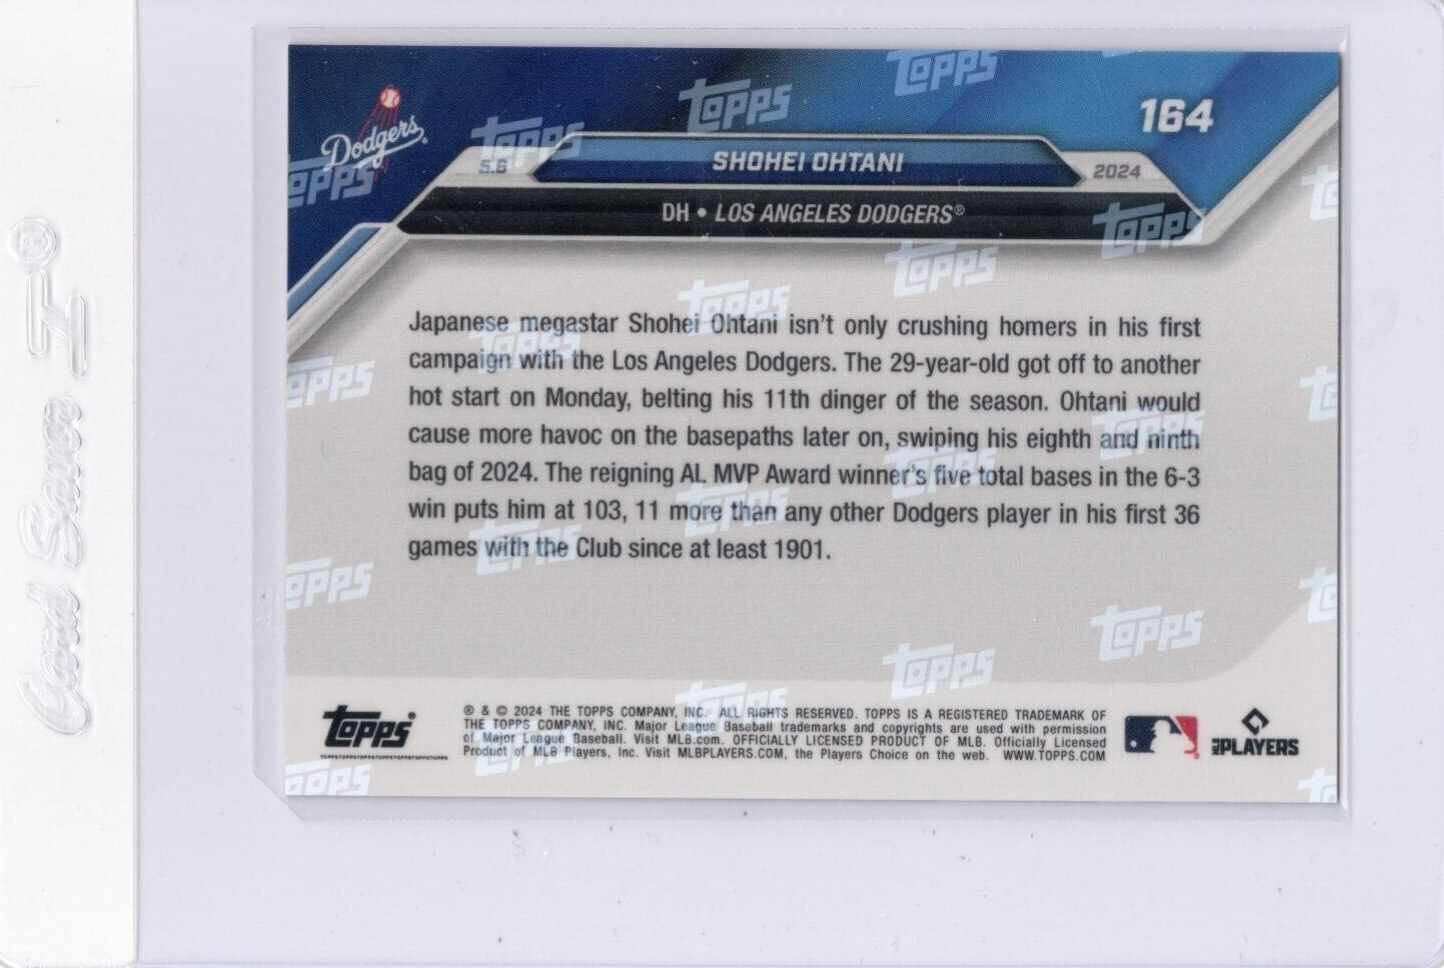 Card Saver I®
Dodgers
164
5.6
SHOHEI OHTANI
2024
DH • LOS ANGELES DODGERS®
Japanese megastar Shohei Ohtani isn't only crushing homers in his first
campaign with the Los Angeles Dodgers. The 29-year-old got off to another
hot start on Monday, belting his 11th dinger of the season. Ohtani would
cause more havoc on the basepaths later on, swiping his eighth and ninth
bag of 2024. The reigning AL MVP Award winner's five total bases in the 6-3
win puts him at 103, 11 more than any other Dodgers player in his first 36
games with the Club since at least 1901.
Topps®
® & © 2024 THE TOPPS COMPANY, INC. ALL RIGHTS RESERVED. TOPPS IS A REGISTERED TRADEMARK OF
THE TOPPS COMPANY, INC. Major League Baseball trademarks and copyrights are used with permission
of Major League Baseball. Visit MLB.com. OFFICIALLY LICENSED PRODUCT OF MLB. Officially Licensed
Product of MLB Players, Inc. Visit MLBPLAYERS.COM, the Players Choice on the web. WWW.TOPPS.COM
MLB PLAYERS